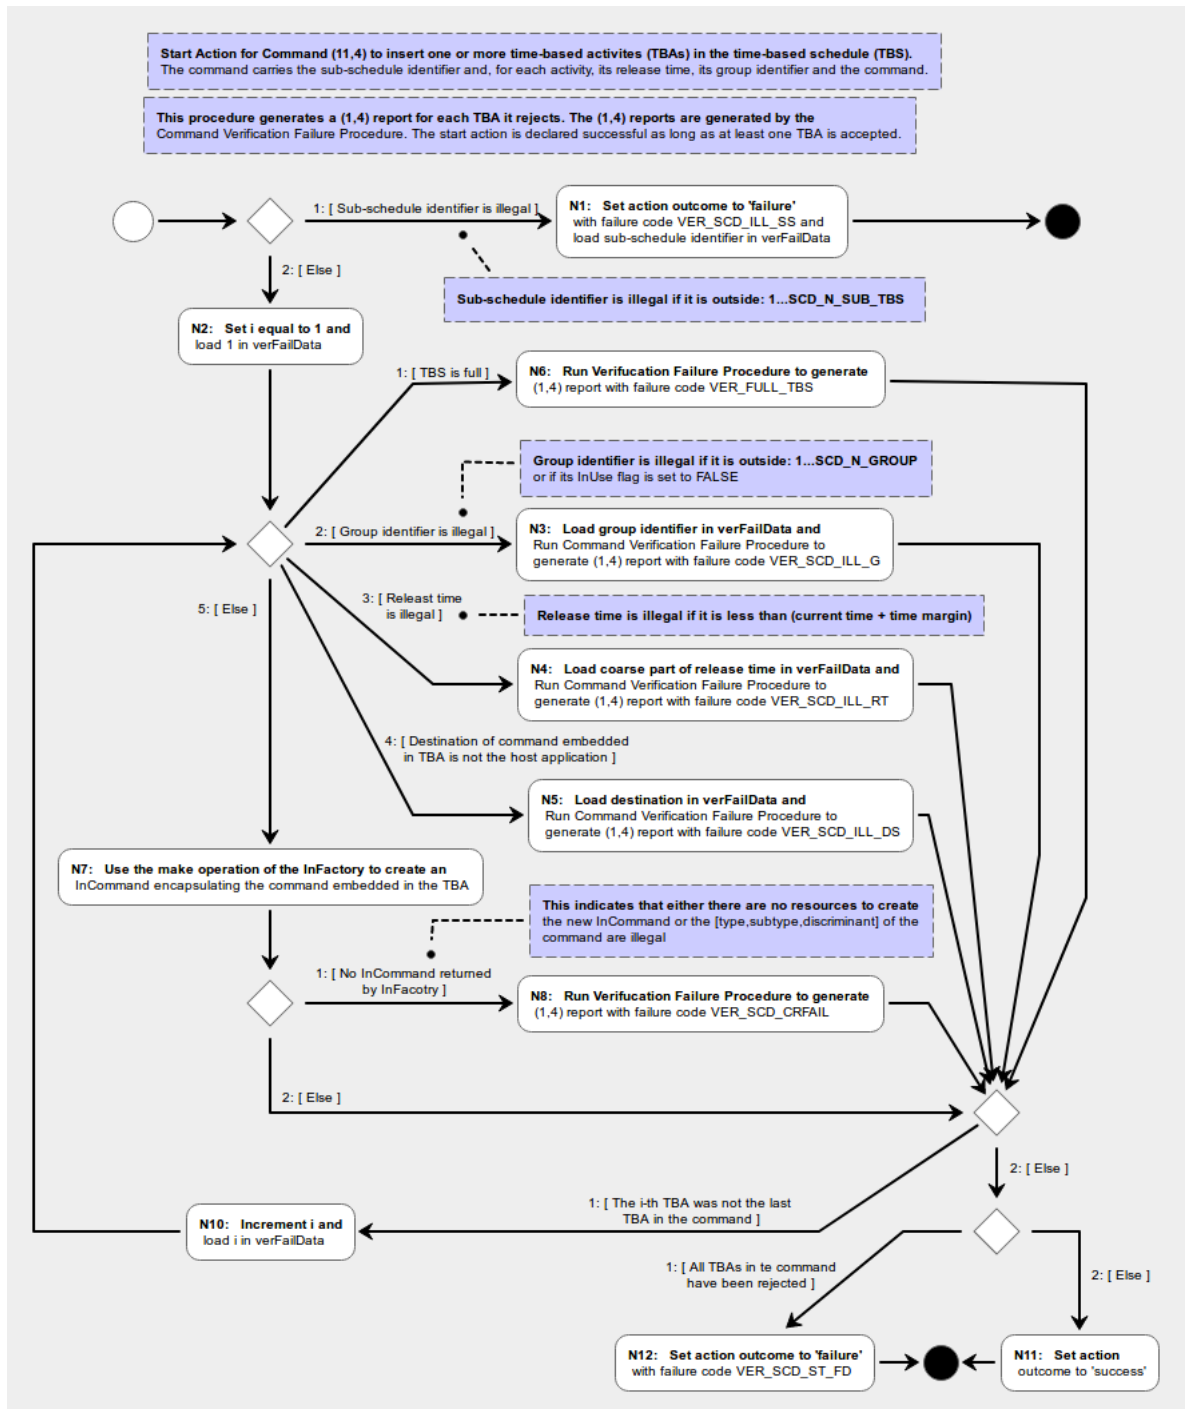 Start Action for Command (11,4) to insert one or more time-based activites (TBAs) in the time-based schedule (TBS).
The command carries the sub-schedule identifier and, for each activity, its release time, its group identifier and the command.
This procedure generates a (1,4) report for each TBA it rejects. The (1,4) reports are generated by the
Command Verification Failure Procedure. The start action is declared successful as long as at least one TBA is accepted.
1: [ Sub-schedule identifier is illegal ]
N1: Set action outcome to 'failure'
with failure code VER_SCD_ILL_SS and
load sub-schedule identifier in verFailData
2: [ Else ]
Sub-schedule identifier is illegal if it is outside: 1...SCD_N_SUB_TBS
N2: Set i equal to 1 and
load 1 in verFailData
1: [ TBS is full ]
N6: Run Verifucation Failure Procedure to generate
(1,4) report with failure code VER_FULL_TBS
Group identifier is illegal if it is outside: 1...SCD_N_GROUP
or if its InUse flag is set to FALSE
2: [ Group identifier is illegal ]
N3: Load group identifier in verFailData and
Run Command Verification Failure Procedure to
generate (1,4) report with failure code VER_SCD_ILL_G
5: [ Else ]
3: [ Releast time
is illegal ]
Release time is illegal if it is less than (current time + time margin)
N4: Load coarse part of release time in verFailData and
Run Command Verification Failure Procedure to
generate (1,4) report with failure code VER_SCD_ILL_RT
4: [ Destination of command embedded
in TBA is not the host application ]
N5: Load destination in verFailData and
Run Command Verification Failure Procedure to
generate (1,4) report with failure code VER_SCD_ILL_DS
N7: Use the make operation of the InFactory to create an
InCommand encapsulating the command embedded in the TBA
This indicates that either there are no resources to create
the new InCommand or the [type,subtype,discriminant] of the
command are illegal
1: [ No InCommand returned
by InFacotry ]
N8: Run Verifucation Failure Procedure to generate
(1,4) report with failure code VER_SCD_CRFAIL
2: [ Else ]
2: [ Else ]
1: [ The i-th TBA was not the last
TBA in the command ]
N10: Increment i and
load i in verFailData
1: [ All TBAs in te command
have been rejected ]
2: [ Else ]
N12: Set action outcome to 'failure'
with failure code VER_SCD_ST_FD
N11: Set action
outcome to 'success'